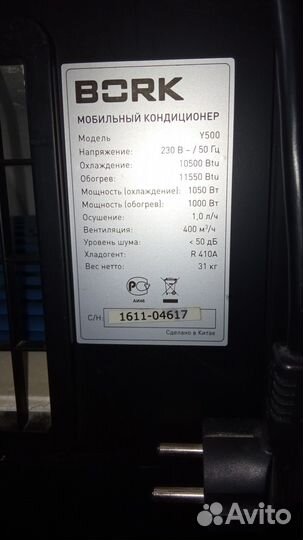 BORK
МОБИЛЬНЫЙ КОНДИЦИОНЕР
Модель Y500
Напряжение: 230 В ~ / 50 Гц
Охлаждение: 10500 Btu
Обогрев: 11550 Btu
Мощность (охлаждение): 1050 Вт
Мощность (обогрев): 1000 Вт
Осушение: 1,0 л/ч
Вентиляция: 400 м³/ч
Уровень шума: < 50 дБ
Хладогент: R 410A
Вес нетто: 31 кг
АИ46
С/Н: 1611-04617
Сделано в Китае
Avito